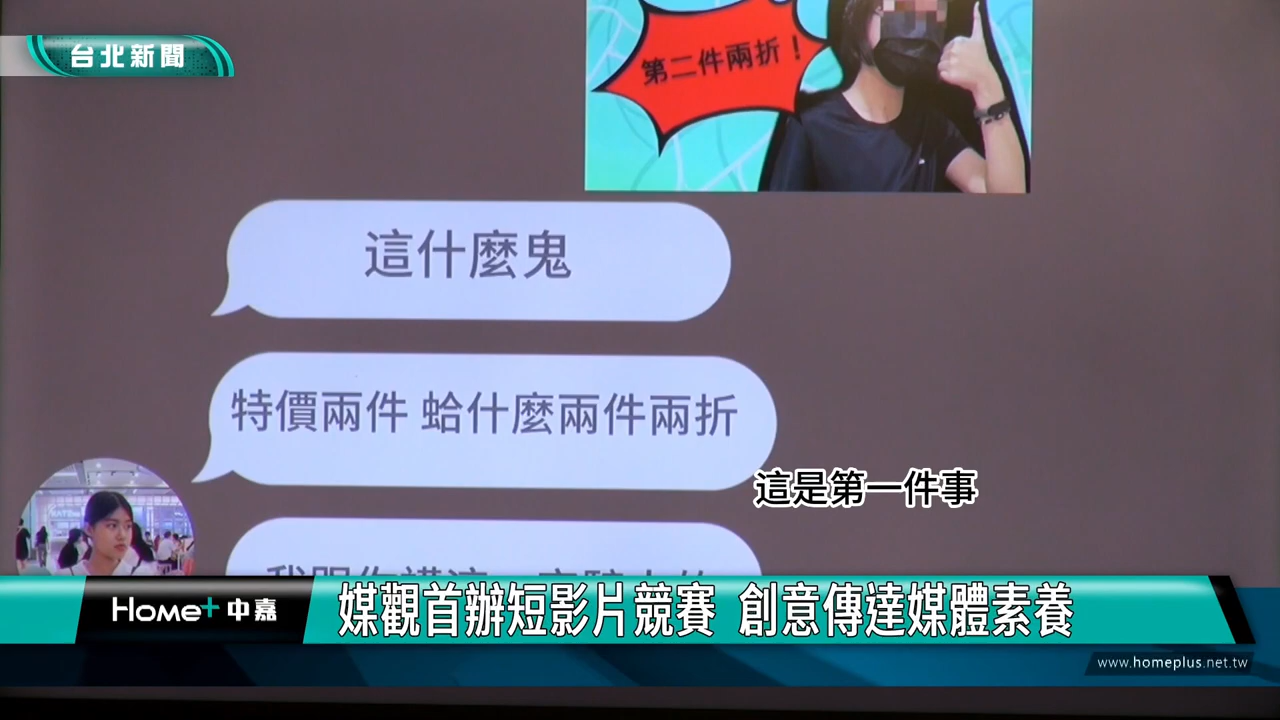 台北新聞
第二件兩折！
這什麼鬼
特價兩件 蛤什麼兩件兩折
這是第一件事
Home+中嘉
媒觀首辦短影片競賽 創意傳達媒體素養
www.homeplus.net.tw